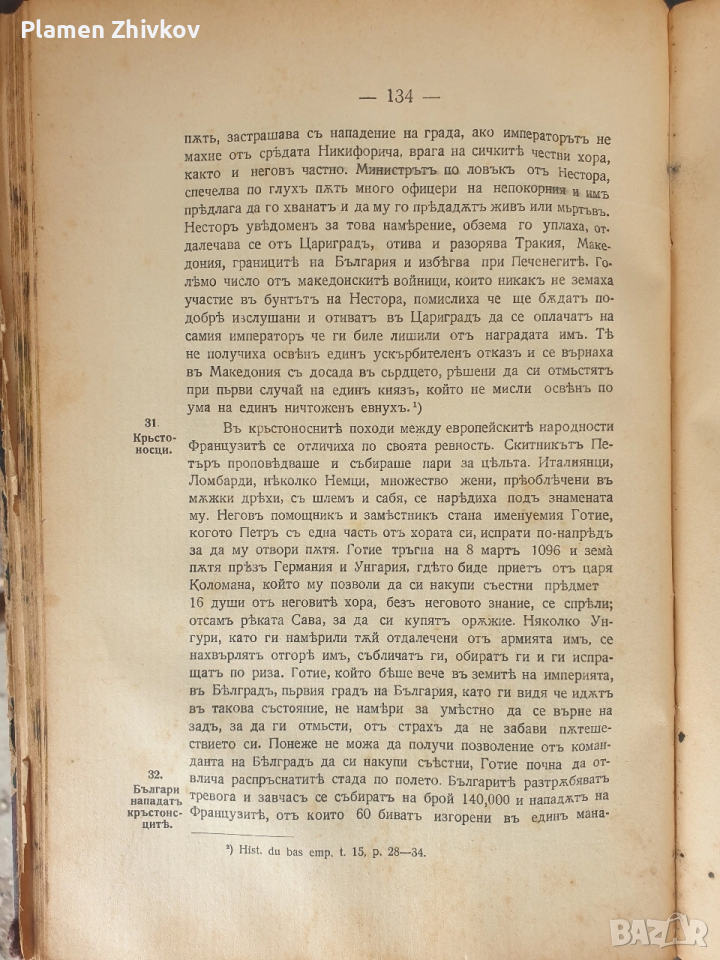 Plamen Zhivkov
— 134 —
пѫть, застрашава съ нападение на града, ако императорътъ не
махне отъ срѣдата Никифорича, врага на сичкитѣ честни хора,
както и неговъ частно. Министрътъ по ловъкъ отъ Нестора,
спечелва по глухъ пѫть много офицери на непокорния и имъ
прѣдлага да го хванатъ и да му го прѣдадѫтъ живъ или мъртъвъ.
Несторъ уведоменъ за това намѣрение, обзема го уплаха, от-
далечава се отъ Цариградъ, отива и разорява Тракия, Маке-
дония, границитѣ на България и избѣгва при Печенегитѣ. Го-
лѣмо число отъ македонскитѣ войници, които никакъ не земаха
участие въ бунтътъ на Нестора, помислиха че ще бѫдатъ по-
добрѣ изслушани и отиватъ въ Цариградъ да се оплачатъ на
самия императоръ че ги биле лишили отъ наградата имъ. Тѣ
не получиха освѣнъ единъ ускърбителенъ отказъ и се върнаха
въ Македония съ досада въ сърдцето, рѣшени да си отмъстятъ
при първи случай на единъ князъ, който не мисли освѣнъ по
ума на единъ ничтоженъ евнухъ.¹)
31.
Кръсто-
носци.
Въ кръстоноснитѣ походи между европейскитѣ народности
Французитѣ се отличиха по своята ревность. Скитникътъ Пе-
търъ проповѣдваше и събираше пари за цѣльта. Италиянци,
Ломбарди, нѣколко Немци, множество жени, прѣоблѣчени въ
мѫжки дрѣхи, съ шлемъ и сабя, се нарѣдиха подъ знамената
му. Неговъ помощникъ и замѣстникъ стана именуемия Готие,
когото Петръ съ една часть отъ хората си, испрати по-напрѣдъ
за да му отвори пѫтя. Готие тръгна на 8 мартъ 1096 и земà
пѫтя прѣзъ Германия и Унгария, гдѣто биде приетъ отъ царя
Коломана, който му позволи да си накупи съестни прѣдмет
16 души отъ неговитѣ хора, безъ неговото знание, се спрѣли;
отсамъ рѣката Сава, за да си купятъ орѫжие. Няколко Ун-
гури, като ги намѣрили тѫй отдалечени отъ армията имъ, се
нахвърлятъ отгорѣ имъ, събличатъ ги, обиратъ ги и ги испра-
щатъ по риза. Готие, който бѣше вече въ земитѣ на империята,
въ Бѣлградъ, първия градъ на България, като ги видя че идѫтъ
въ такова състояние, не намѣри за умѣстно да се върне на
задъ, за да ги отмъсти, отъ страхъ да не забави пѫтеше-
ствието си. Понеже не можа да получи позволение отъ коман-
данта на Бѣлградъ да си накупи съѣстни, Готие почна да от-
влича распръснатитѣ стада по полето. Българитѣ разтрѫбяватъ
тревога и завчасъ се събиратъ на брой 140,000 и нападѫтъ на
Французитѣ, отъ които 60 биватъ изгорени въ единъ мана-
32.
Българи
нападатъ
кръстонс-
цитѣ.
²) Hist. du bas emp. t. 15, p. 28—34.
BAZAR